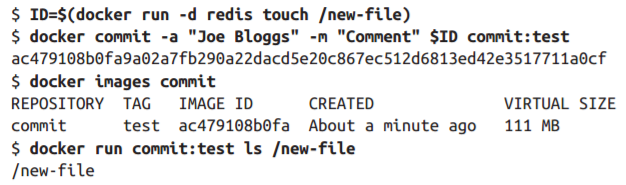 $ ID=$(docker run -d redis touch /new-file)
$ docker commit -a "Joe Bloggs" -m "Comment" $ID commit:test
ac479108b0fa9a02a7fb290a22dacd5e20c867ec512d6813ed42e3517711a0cf
$ docker images commit
REPOSITORY TAG IMAGE ID CREATED VIRTUAL SIZE
commit test ac479108b0fa About a minute ago 111 MB
$ docker run commit:test ls /new-file
/new-file